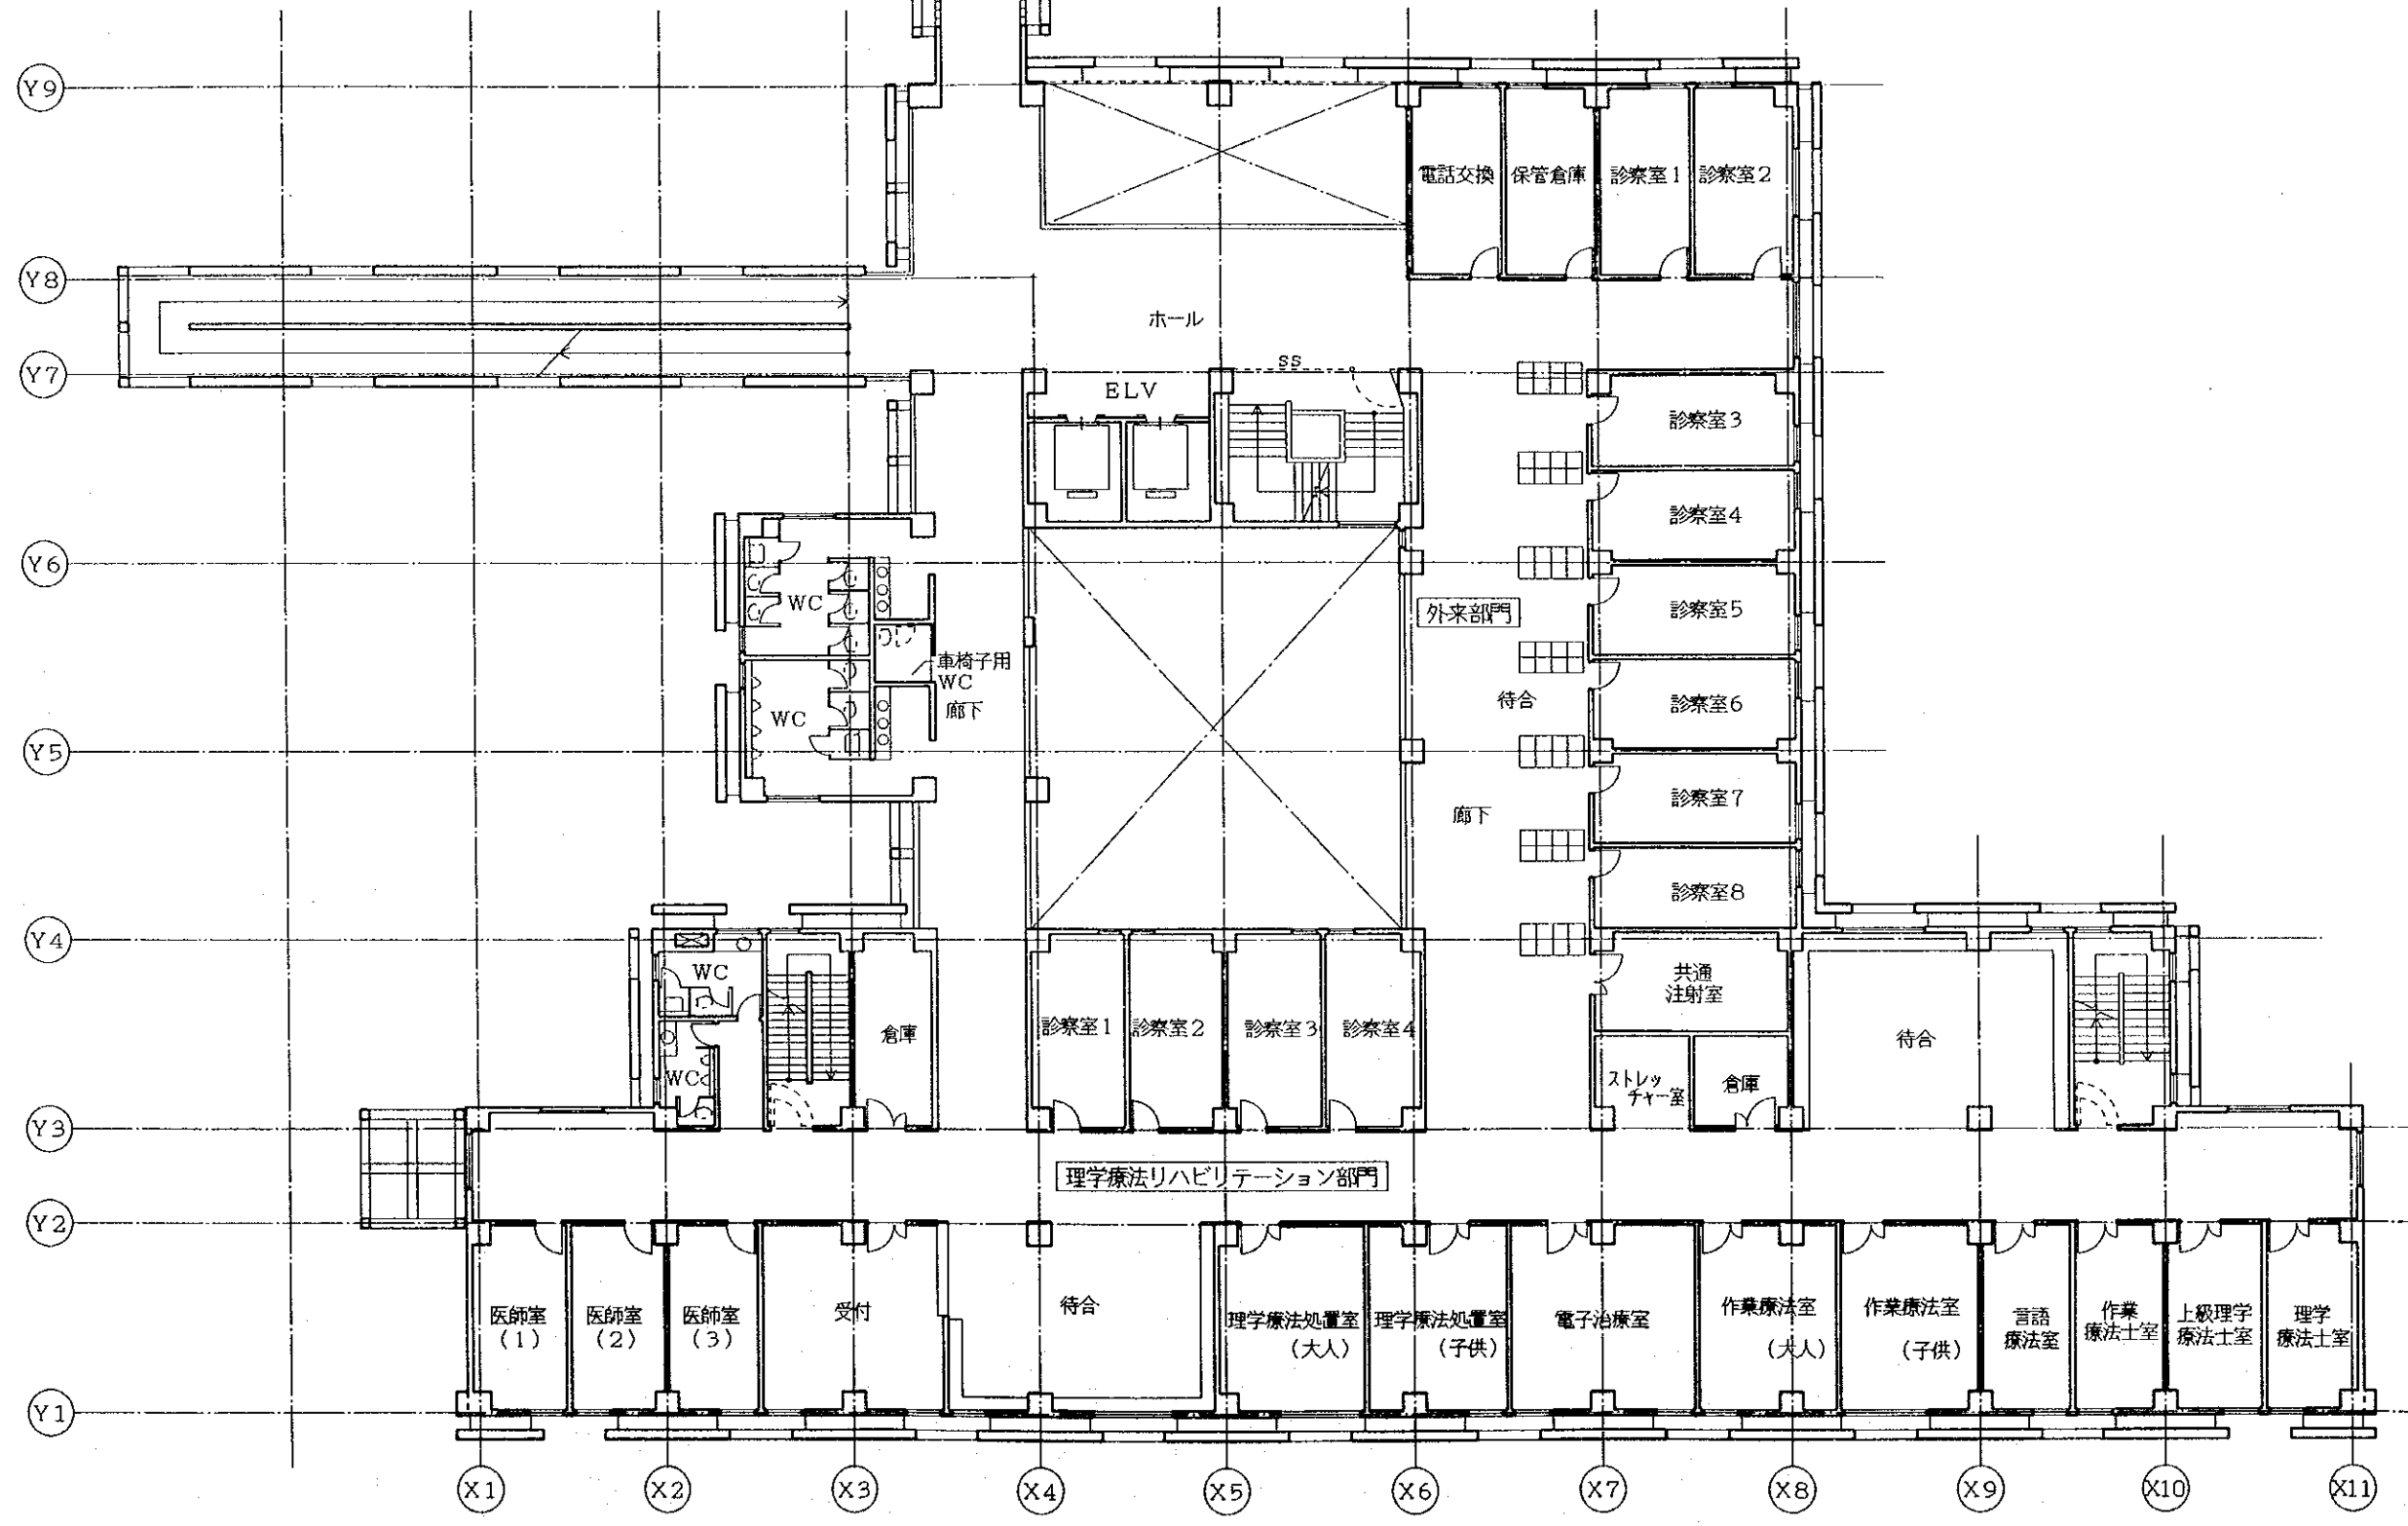 Y9
電話交換
保管倉庫
診察室1
診察室2
Y8
ホール
Y7
SS
ELV
診察室3
診察室4
Y6
WC
診察室5
外来部門
車椅子用
WC
廊下
WC
待合
診察室6
Y5
診察室7
廊下
診察室8
Y4
WC
共通
注射室
診察室1
診察室2
診察室3
診察室4
倉庫
待合
WC
ストレッ
チャー室
倉庫
Y3
理学療法リハビリテーション部門
Y2
医師室
(1)
医師室
(2)
医師室
(3)
受付
待合
理学療法処置室
(大人)
理学療法処置室
(子供)
電子治療室
作業療法室
(大人)
作業療法室
(子供)
言語
療法室
作業
療法士室
上級理学
療法士室
理学
療法士室
Y1
X1
X2
X3
X4
X5
X6
X7
X8
X9
X10
X11